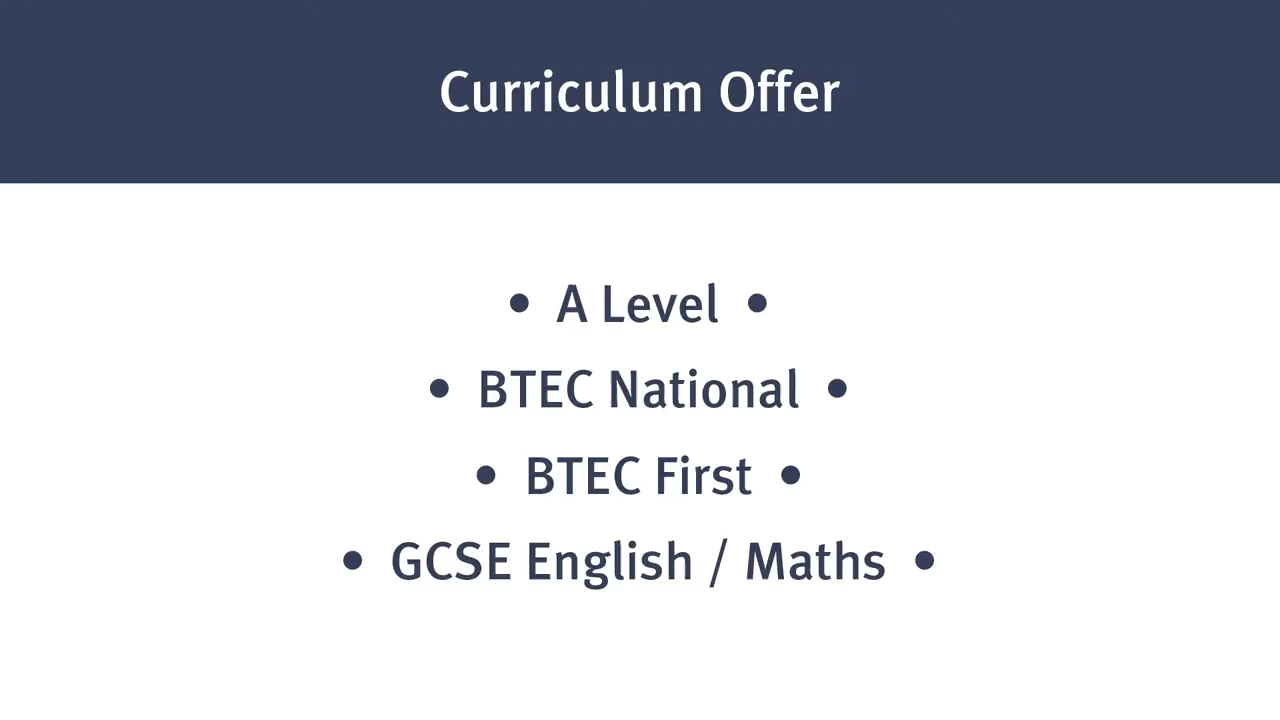 Curriculum Offer
• A Level •
• BTEC National •
• BTEC First •
• GCSE English / Maths •